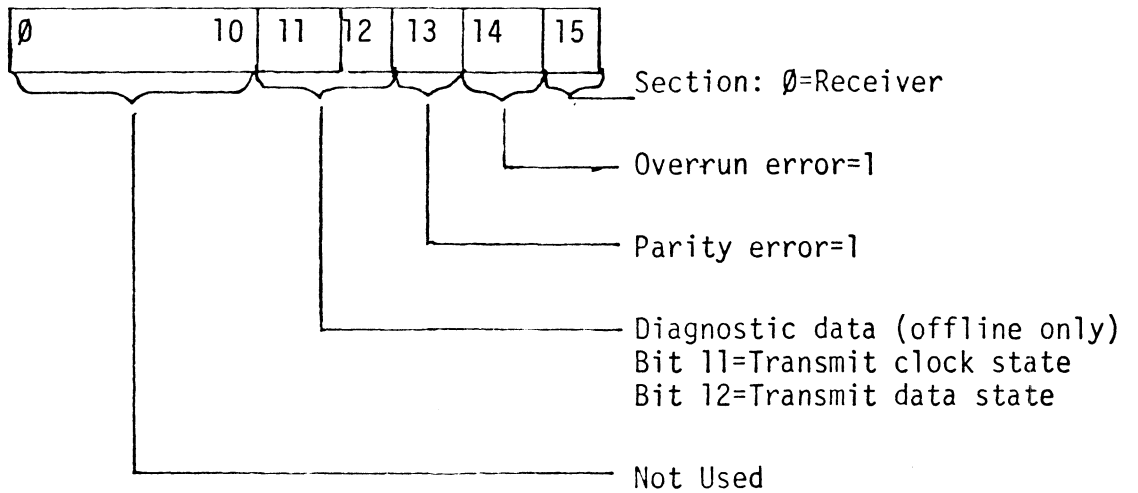 Ø 10 11 12 13 14 15
Section: Ø=Receiver
Overrun error=1
Parity error=1
Diagnostic data (offline only)
Bit 11=Transmit clock state
Bit 12=Transmit data state
Not Used